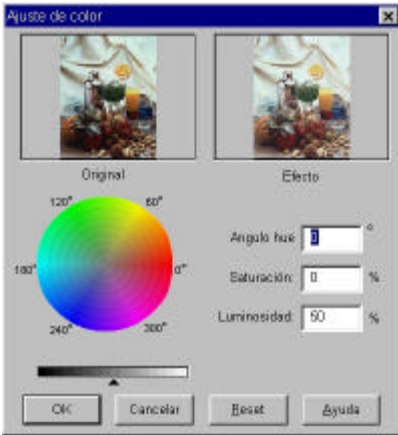 Ajuste de color
Original Efecto
120° 60°
180° 0°
240° 300°
Angulo hue 0 °
Saturación: 0 %
Luminosidad: 50 %
OK Cancelar Reset Ayuda